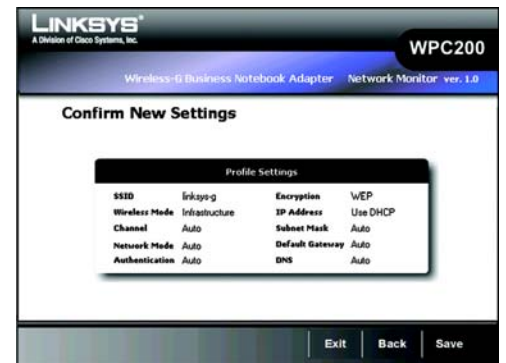 LINKSYS®
A Division of Cisco Systems, Inc.
WPC200
Wireless-G Business Notebook Adapter Network Monitor ver. 1.0
Confirm New Settings
Profile Settings
SSID linksys-g Encryption WEP
Wireless Mode Infrastructure IP Address Use DHCP
Channel Auto Subnet Mask Auto
Network Mode Auto Default Gateway Auto
Authentication Auto DNS Auto
Exit Back Save